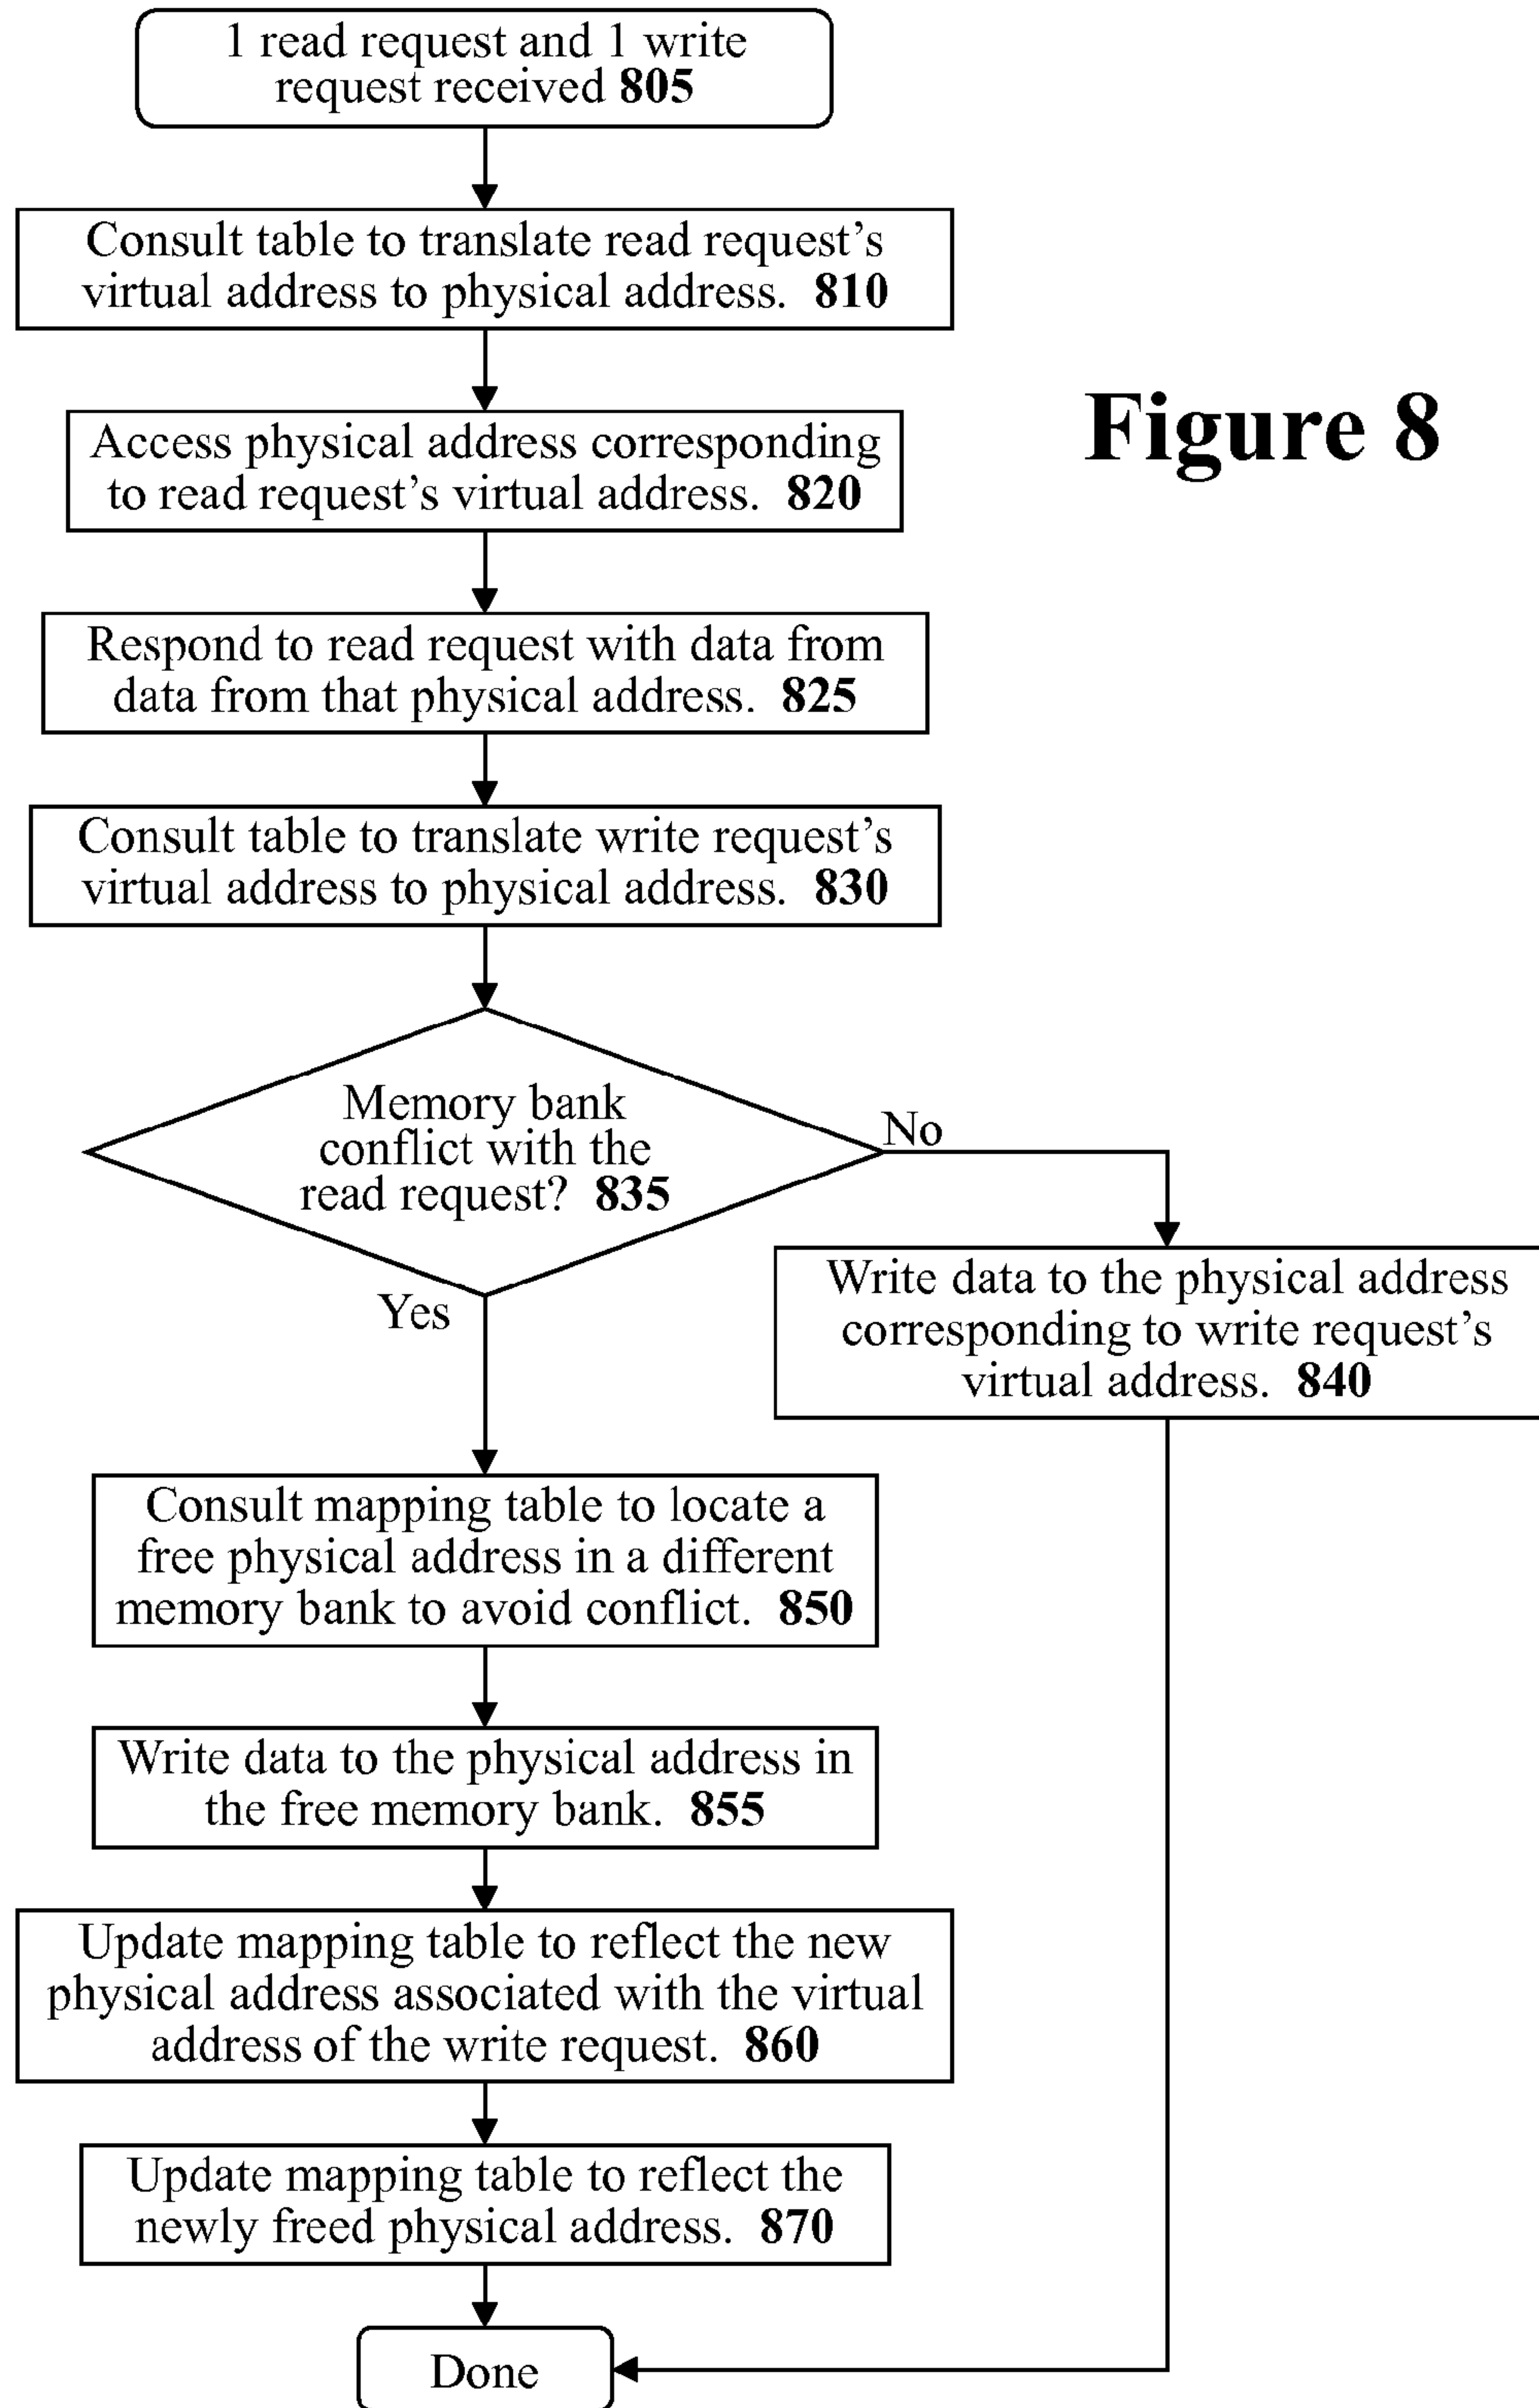 1 read request and 1 write
request received 805
Consult table to translate read request's
virtual address to physical address. 810
Figure 8
Access physical address corresponding
to read request's virtual address. 820
Respond to read request with data from
data from that physical address. 825
Consult table to translate write request's
virtual address to physical address. 830
Memory bank
conflict with the
read request? 835
No
Yes
Write data to the physical address
corresponding to write request's
virtual address. 840
Consult mapping table to locate a
free physical address in a different
memory bank to avoid conflict. 850
Write data to the physical address in
the free memory bank. 855
Update mapping table to reflect the new
physical address associated with the virtual
address of the write request. 860
Update mapping table to reflect the
newly freed physical address. 870
Done